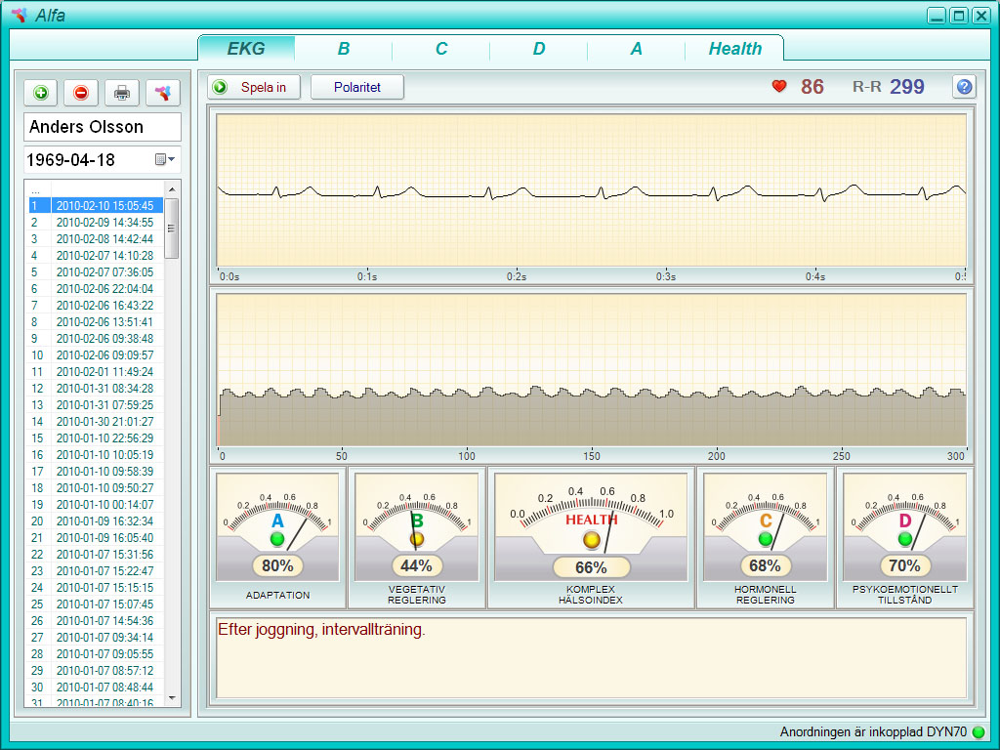 Alfa
EKG B C D A Health
Spela in Polaritet 86 R-R 299
Anders Olsson
1969-04-18
...
1 2010-02-10 15:05:45
2 2010-02-09 14:34:55
3 2010-02-08 14:42:44
4 2010-02-07 14:10:28
5 2010-02-07 07:36:05
6 2010-02-06 22:04:04
7 2010-02-06 16:43:22
8 2010-02-06 13:51:41
9 2010-02-06 09:38:48
10 2010-02-06 09:09:57
11 2010-02-01 11:49:24
12 2010-01-31 08:34:28
13 2010-01-31 07:59:25
14 2010-01-30 21:01:27
15 2010-01-10 22:56:29
16 2010-01-10 10:05:19
17 2010-01-10 09:58:39
18 2010-01-10 09:50:27
19 2010-01-10 00:14:07
20 2010-01-09 16:32:34
21 2010-01-09 16:05:40
22 2010-01-07 15:31:56
23 2010-01-07 15:22:47
24 2010-01-07 15:15:15
25 2010-01-07 15:07:45
26 2010-01-07 14:54:36
27 2010-01-07 09:34:14
28 2010-01-07 09:05:55
29 2010-01-07 08:57:12
30 2010-01-07 08:48:44
31 2010-01-07 08:40:16
0:0s 0:1s 0:2s 0:3s 0:4s 0:5
0 50 100 150 200 250 300
0 0.2 0.4 0.6 0.8 1
A
80%
ADAPTATION
0 0.2 0.4 0.6 0.8 1
B
44%
VEGETATIV
REGLERING
0.0 0.2 0.4 0.6 0.8 1.0
HEALTH
66%
KOMPLEX
HÄLSOINDEX
0 0.2 0.4 0.6 0.8 1
C
68%
HORMONELL
REGLERING
0 0.2 0.4 0.6 0.8 1
D
70%
PSYKOEMOTIONELLT
TILLSTÅND
Efter joggning, intervallträning.
Anordningen är inkopplad DYN70